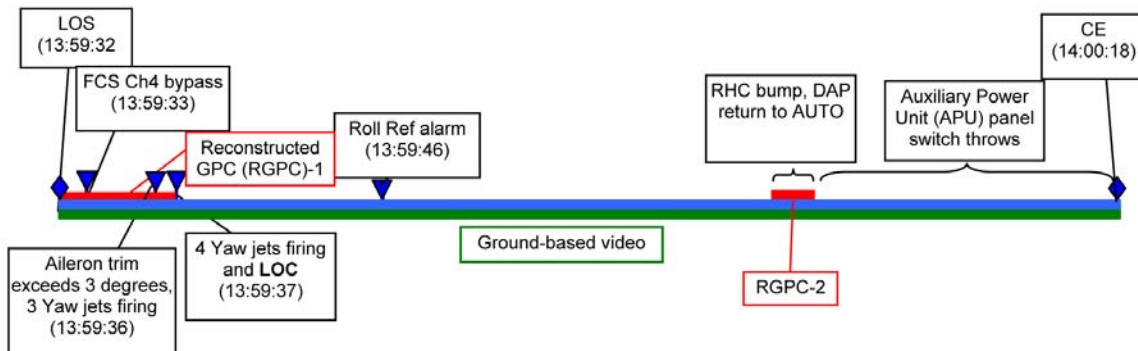 LOS
(13:59:32
FCS Ch4 bypass
(13:59:33)
Reconstructed
GPC (RGPC)-1
Roll Ref alarm
(13:59:46)
RHC bump, DAP
return to AUTO
Auxiliary Power
Unit (APU) panel
switch throws
CE
(14:00:18)
Aileron trim
exceeds 3 degrees,
3 Yaw jets firing
(13:59:36)
4 Yaw jets firing
and LOC
(13:59:37)
Ground-based video
RGPC-2